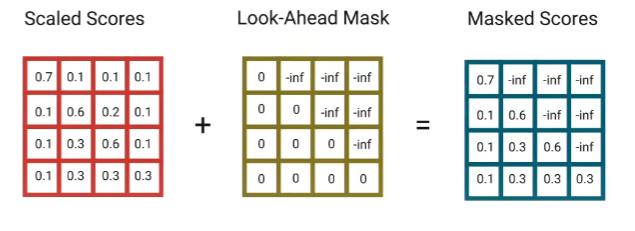 Scaled Scores Look-Ahead Mask Masked Scores
0.7 0.1 0.1 0.1 0 -inf -inf -inf 0.7 -inf -inf -inf
0.1 0.6 0.2 0.1 0 0 -inf -inf 0.1 0.6 -inf -inf
+ =
0.1 0.3 0.6 0.1 0 0 0 -inf 0.1 0.3 0.6 -inf
0.1 0.3 0.3 0.3 0 0 0 0 0.1 0.3 0.3 0.3